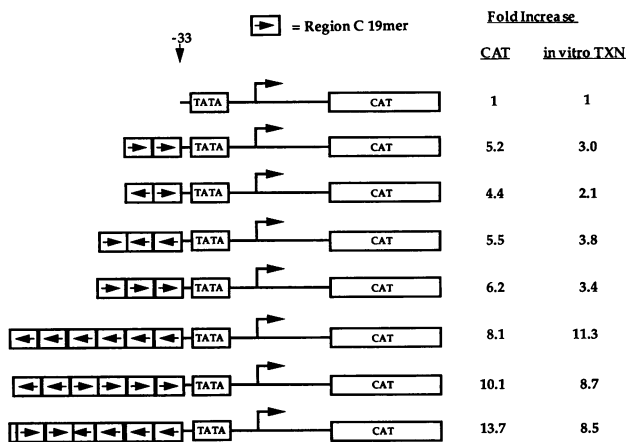 = Region C 19mer
Fold Increase
-33
CAT in vitro TXN
TATA CAT 1 1
TATA CAT 5.2 3.0
TATA CAT 4.4 2.1
TATA CAT 5.5 3.8
TATA CAT 6.2 3.4
TATA CAT 8.1 11.3
TATA CAT 10.1 8.7
TATA CAT 13.7 8.5